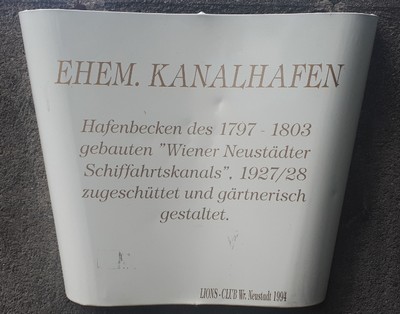 EHEM. KANALHAFEN
Hafenbecken des 1797 - 1803
gebauten "Wiener Neustädter
Schiffahrtskanals", 1927/28
zugeschüttet und gärtnerisch
gestaltet.
LIONS - CLUB Wr. Neustadt 1994